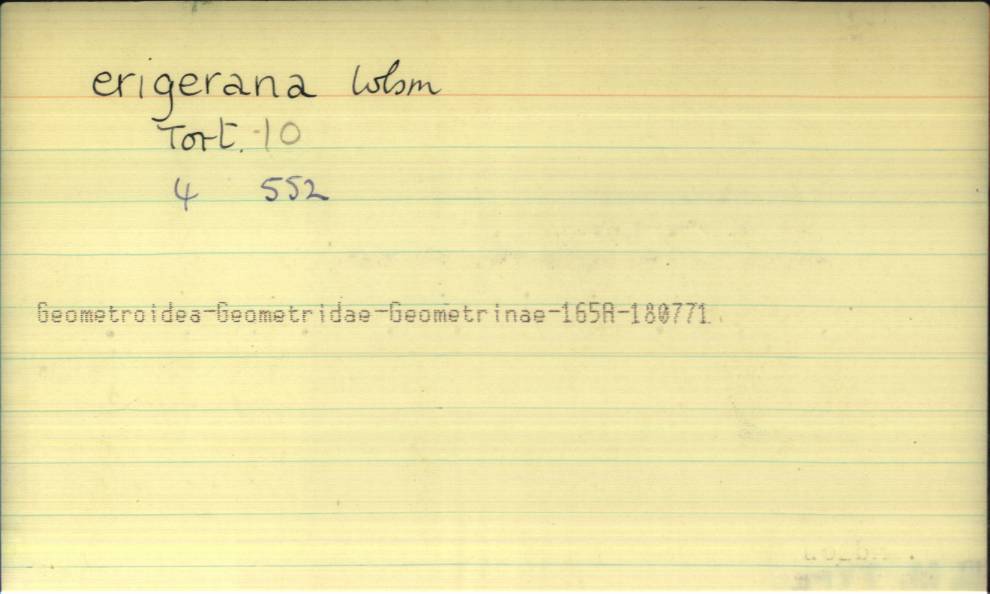 erigerana Wlsm
Tort. 10
4 552
Geometroidea-Geometridae-Geometrinae-165A-180771